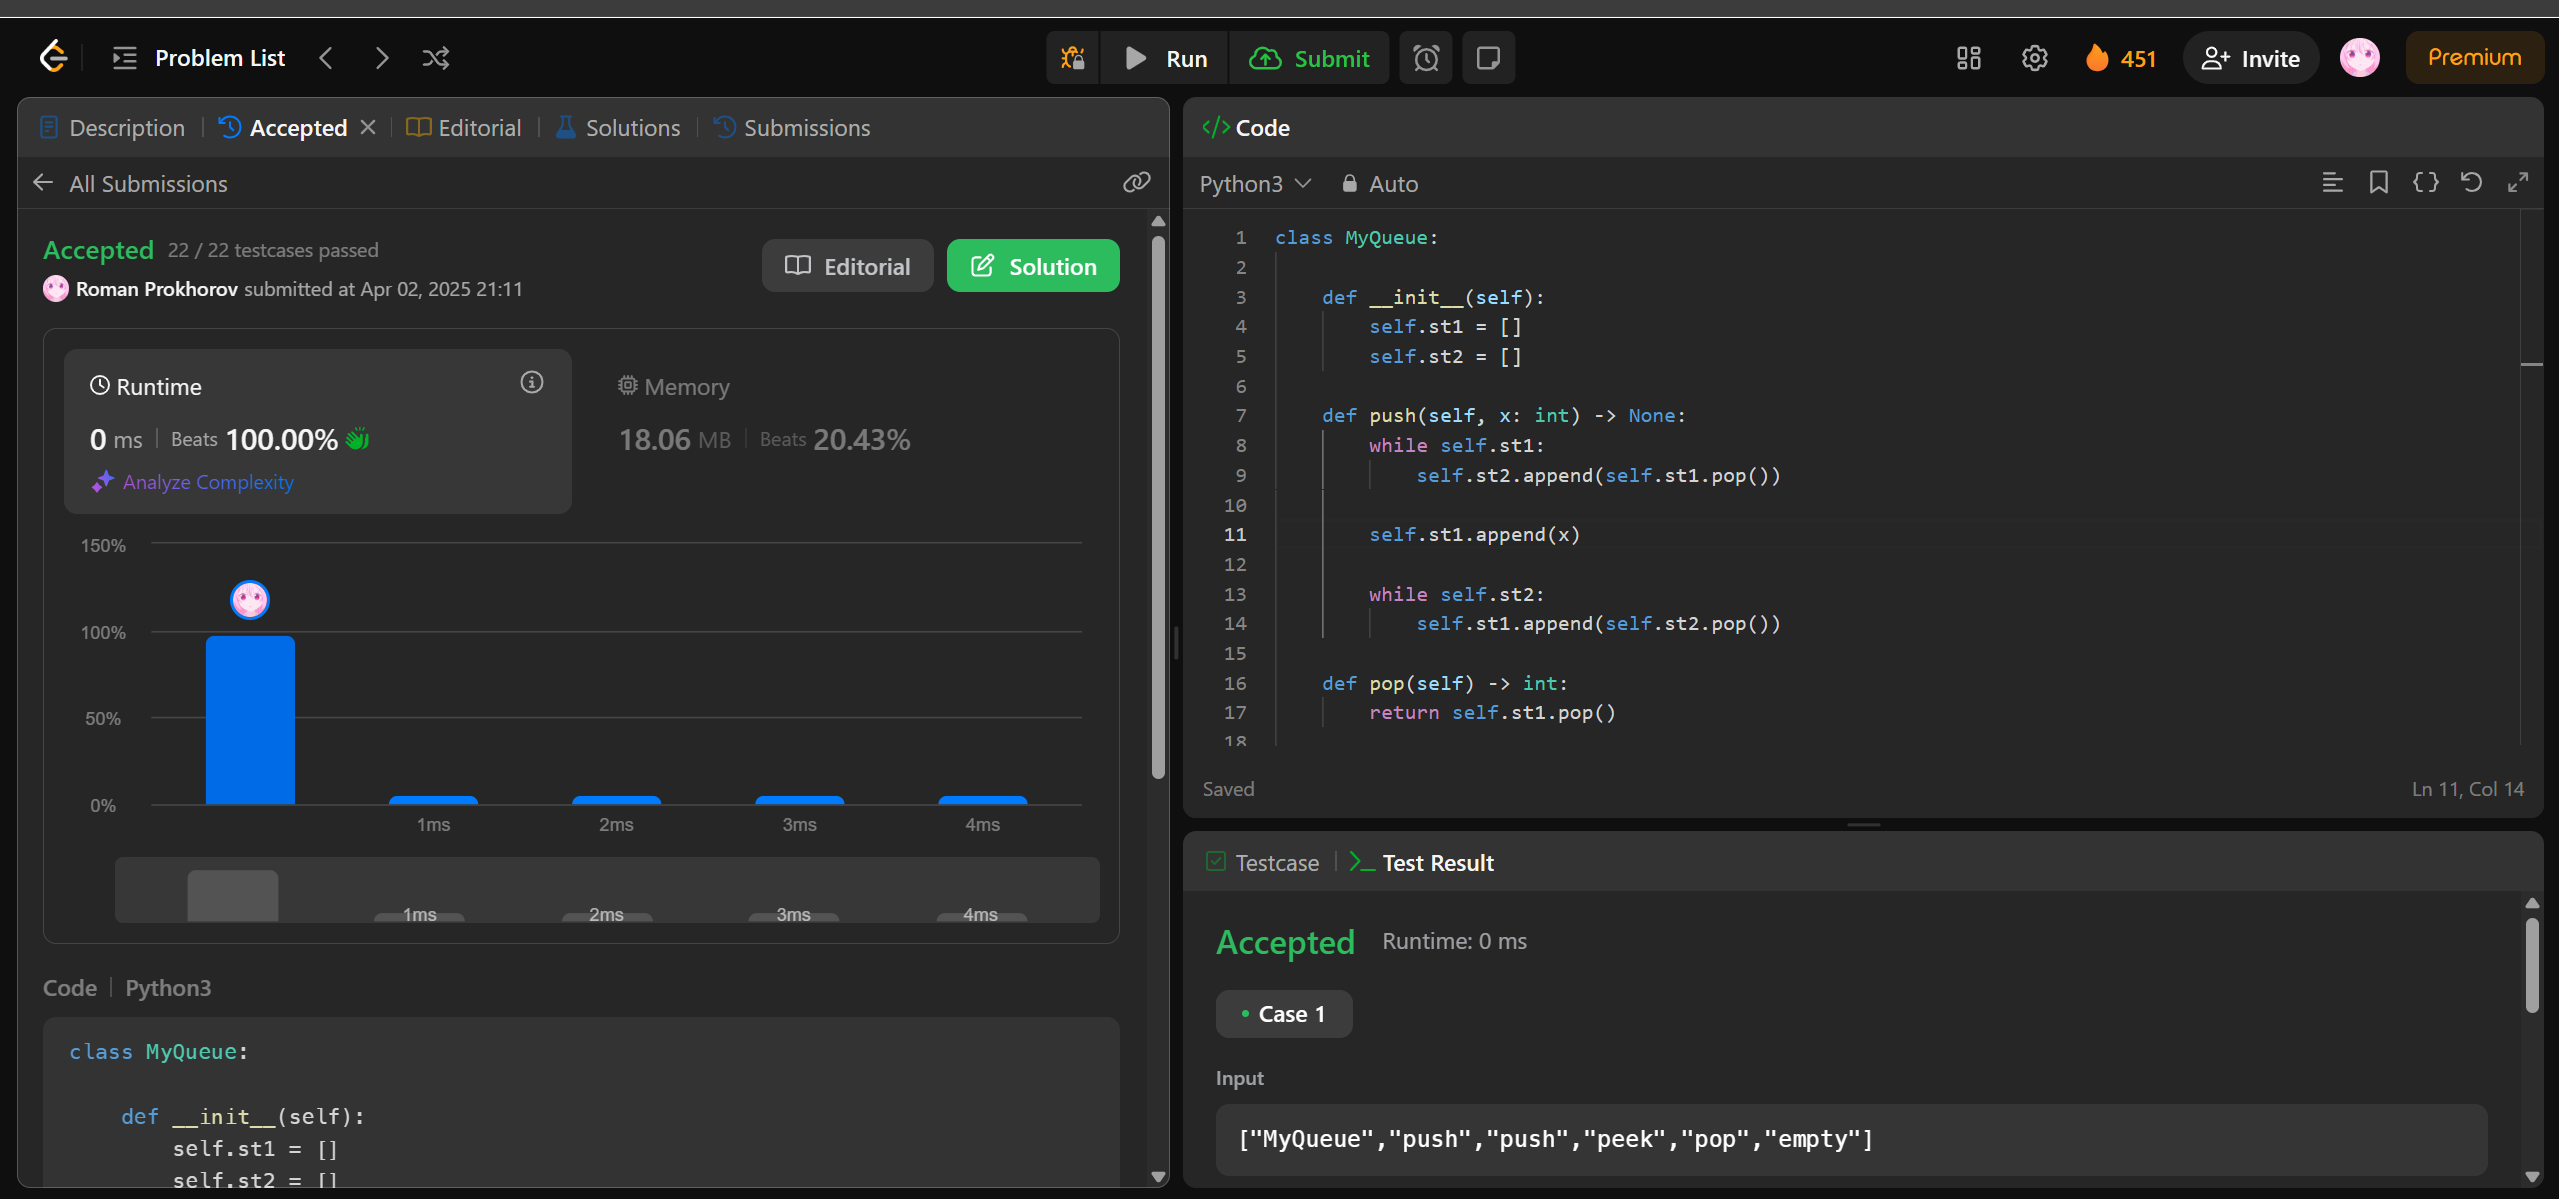 Problem List
Run
Submit
451
Invite
Premium
Description
Accepted
Editorial
Solutions
Submissions
All Submissions
Accepted 22 / 22 testcases passed
Roman Prokhorov submitted at Apr 02, 2025 21:11
Editorial
Solution
Runtime
0 ms | Beats 100.00%
Analyze Complexity
Memory
18.06 MB | Beats 20.43%
150%
100%
50%
0%
1ms 2ms 3ms 4ms
1ms 2ms 3ms 4ms
Code | Python3
class MyQueue:
    def __init__(self):
        self.st1 = []
        self.st2 = []
</> Code
Python3
Auto
1 class MyQueue:
2
3     def __init__(self):
4         self.st1 = []
5         self.st2 = []
6
7     def push(self, x: int) -> None:
8         while self.st1:
9             self.st2.append(self.st1.pop())
10
11         self.st1.append(x)
12
13         while self.st2:
14             self.st1.append(self.st2.pop())
15
16     def pop(self) -> int:
17         return self.st1.pop()
18
Saved
Ln 11, Col 14
Testcase
Test Result
Accepted Runtime: 0 ms
• Case 1
Input
["MyQueue","push","push","peek","pop","empty"]